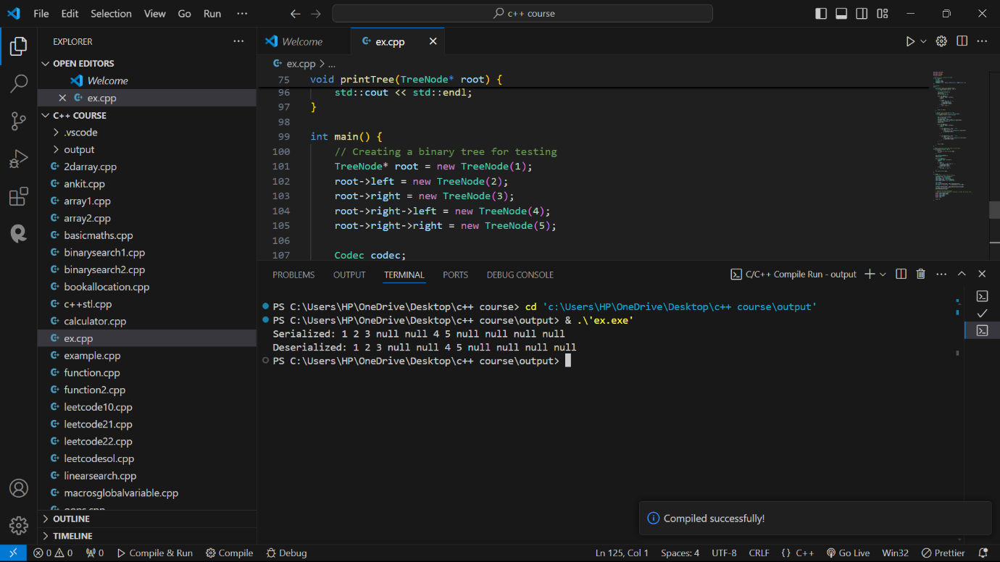 File Edit Selection View Go Run ···
c++ course
EXPLORER
Welcome
ex.cpp
OPEN EDITORS
Welcome
ex.cpp
C++ COURSE
.vscode
output
2darray.cpp
ankit.cpp
array1.cpp
array2.cpp
basicmaths.cpp
binarysearch1.cpp
binarysearch2.cpp
bookallocation.cpp
c++stl.cpp
calculator.cpp
ex.cpp
example.cpp
function.cpp
function2.cpp
leetcode10.cpp
leetcode21.cpp
leetcode22.cpp
leetcodesol.cpp
linearsearch.cpp
macrosglobalvariable.cpp
OUTLINE
TIMELINE
ex.cpp > ...
75 void printTree(TreeNode* root) {
96 std::cout << std::endl;
97 }
98
99 int main() {
100 // Creating a binary tree for testing
101 TreeNode* root = new TreeNode(1);
102 root->left = new TreeNode(2);
103 root->right = new TreeNode(3);
104 root->right->left = new TreeNode(4);
105 root->right->right = new TreeNode(5);
106
107 Codec codec;
PROBLEMS OUTPUT TERMINAL PORTS DEBUG CONSOLE
C/C++ Compile Run - output
PS C:\Users\HP\OneDrive\Desktop\c++ course> cd 'c:\Users\HP\OneDrive\Desktop\c++ course\output'
PS C:\Users\HP\OneDrive\Desktop\c++ course\output> & .\'ex.exe'
Serialized: 1 2 3 null null 4 5 null null null null
Deserialized: 1 2 3 null null 4 5 null null null null
PS C:\Users\HP\OneDrive\Desktop\c++ course\output>
Compiled successfully!
0 0 0 Compile & Run Compile Debug
Ln 125, Col 1 Spaces: 4 UTF-8 CRLF {} C++ Go Live Win32 Prettier